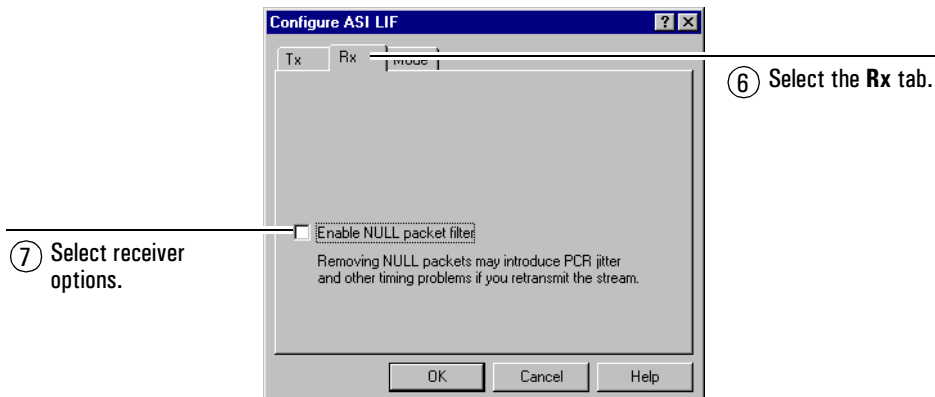 Configure ASI LIF
Tx Rx Mode
6 Select the Rx tab.
Enable NULL packet filter
7 Select receiver
options.
Removing NULL packets may introduce PCR jitter
and other timing problems if you retransmit the stream.
OK Cancel Help